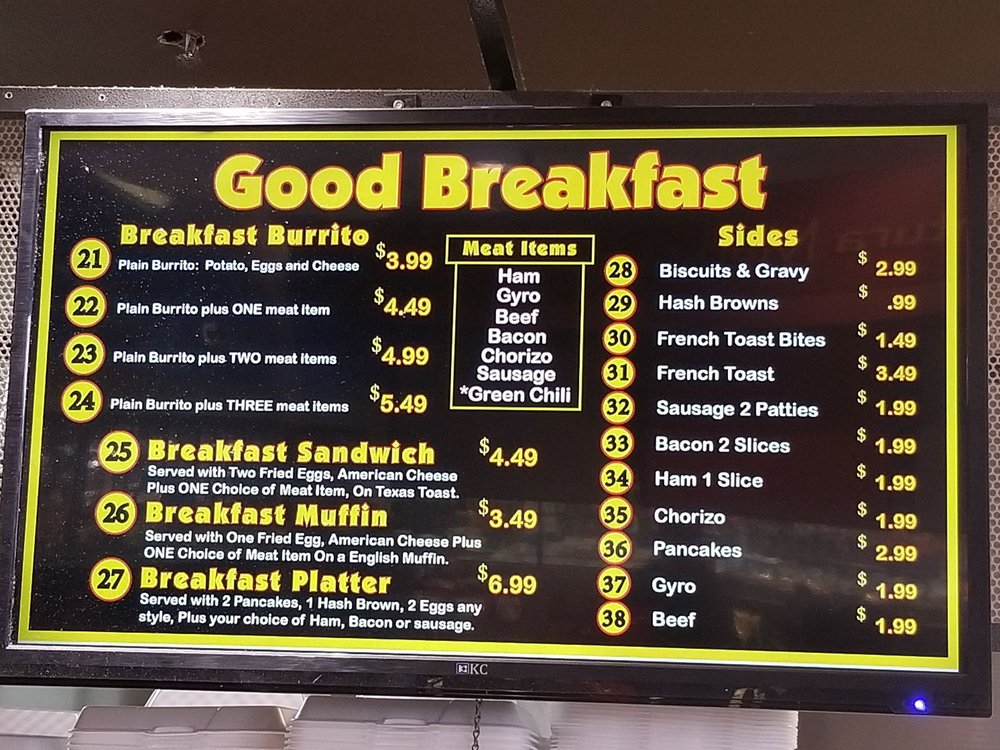 Good Breakfast
Breakfast Burrito
21 Plain Burrito: Potato, Eggs and Cheese $3.99
22 Plain Burrito plus ONE meat item $4.49
23 Plain Burrito plus TWO meat items $4.99
24 Plain Burrito plus THREE meat items $5.49
Meat Items
Ham
Gyro
Beef
Bacon
Chorizo
Sausage
*Green Chili
25 Breakfast Sandwich $4.49
Served with Two Fried Eggs, American Cheese
Plus ONE Choice of Meat Item, On Texas Toast.
26 Breakfast Muffin $3.49
Served with One Fried Egg, American Cheese Plus
ONE Choice of Meat Item On a English Muffin.
27 Breakfast Platter $6.99
Served with 2 Pancakes, 1 Hash Brown, 2 Eggs any
style, Plus your choice of Ham, Bacon or sausage.
Sides
28 Biscuits & Gravy $2.99
29 Hash Browns $.99
30 French Toast Bites $1.49
31 French Toast $3.49
32 Sausage 2 Patties $1.99
33 Bacon 2 Slices $1.99
34 Ham 1 Slice $1.99
35 Chorizo $1.99
36 Pancakes $2.99
37 Gyro $1.99
38 Beef $1.99
KC